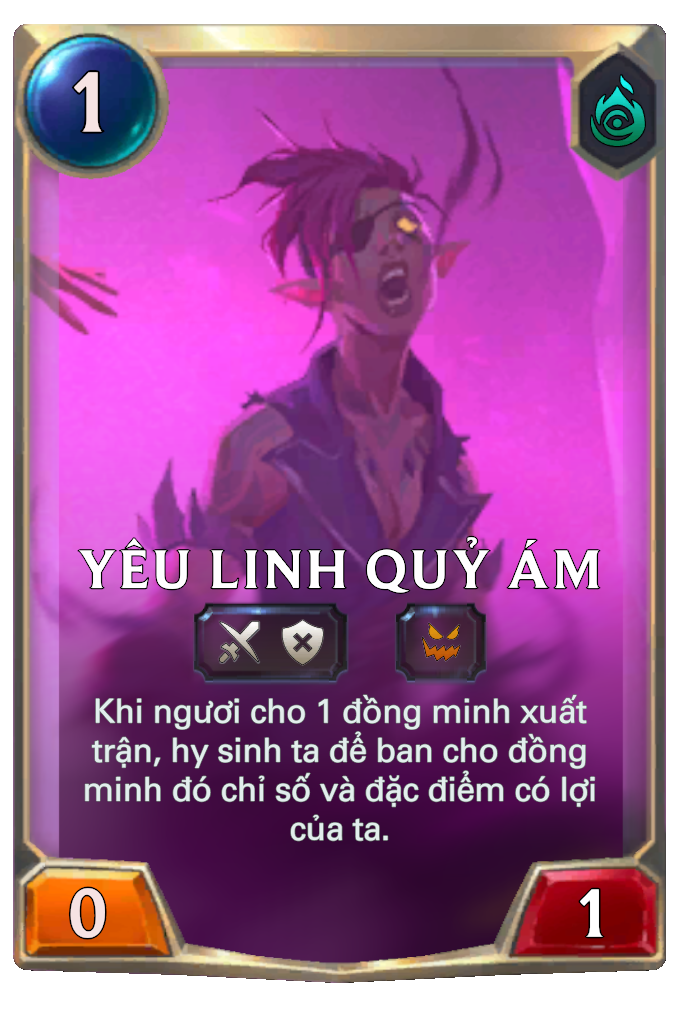 1
YÊU LINH QUỶ ÁM
Khi ngươi cho 1 đồng minh xuất
trận, hy sinh ta để ban cho đồng
minh đó chỉ số và đặc điểm có lợi
của ta.
0
1